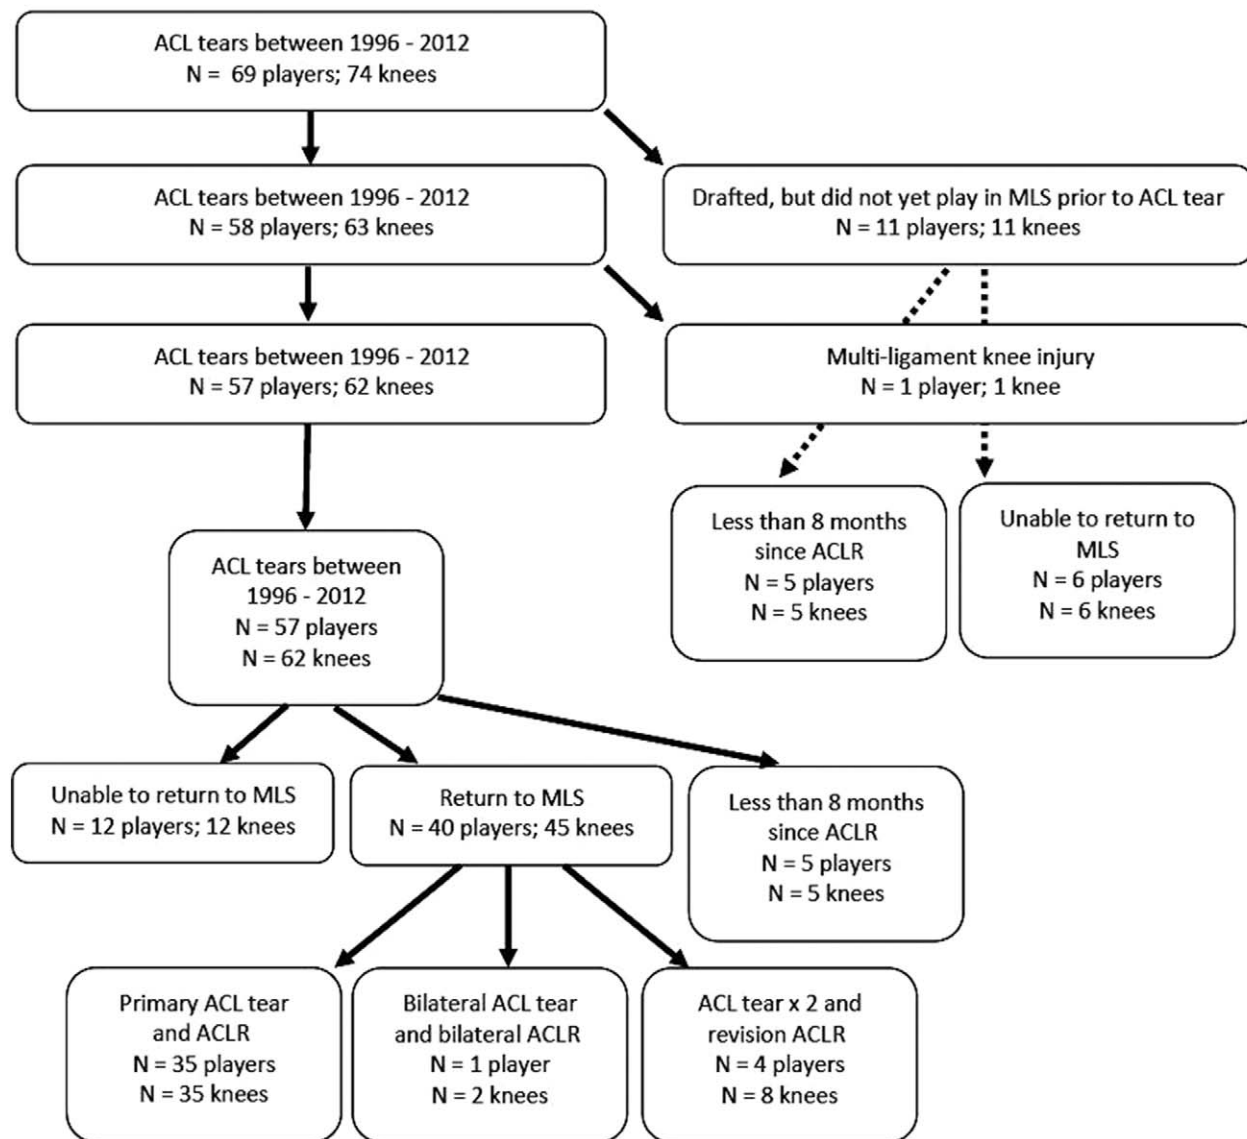 ACL tears between 1996 - 2012
N =  69 players; 74 knees
ACL tears between 1996 - 2012
N = 58 players; 63 knees
Drafted, but did not yet play in MLS prior to ACL tear
N = 11 players; 11 knees
ACL tears between 1996 - 2012
N = 57 players; 62 knees
Multi-ligament knee injury
N = 1 player; 1 knee
Less than 8 months
since ACLR
N = 5 players
N = 5 knees
Unable to return to
MLS
N = 6 players
N = 6 knees
ACL tears between
1996 - 2012
N = 57 players
N = 62 knees
Unable to return to MLS
N = 12 players; 12 knees
Return to MLS
N = 40 players; 45 knees
Less than 8 months
since ACLR
N = 5 players
N = 5 knees
Primary ACL tear
and ACLR
N = 35 players
N = 35 knees
Bilateral ACL tear
and bilateral ACLR
N = 1 player
N = 2 knees
ACL tear x 2 and
revision ACLR
N = 4 players
N = 8 knees